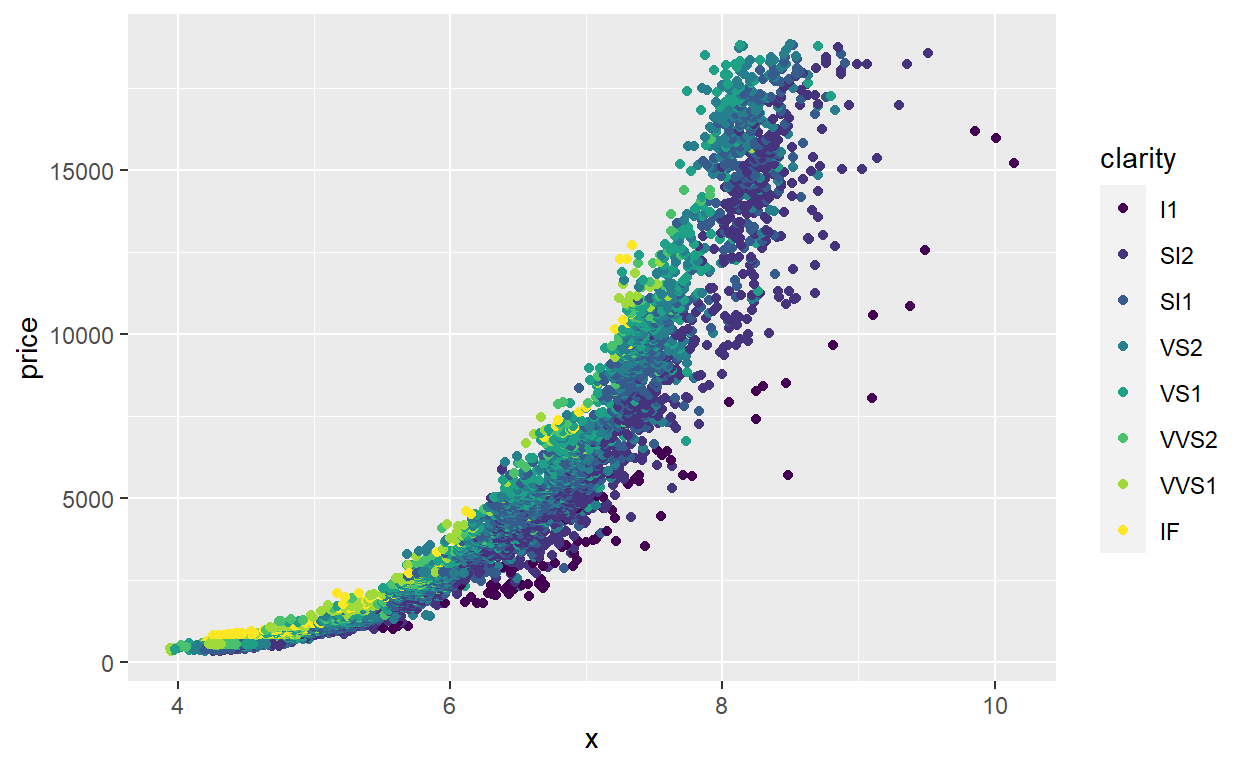 price
15000
10000
5000
0
4
6
8
10
x
clarity
I1
SI2
SI1
VS2
VS1
VVS2
VVS1
IF